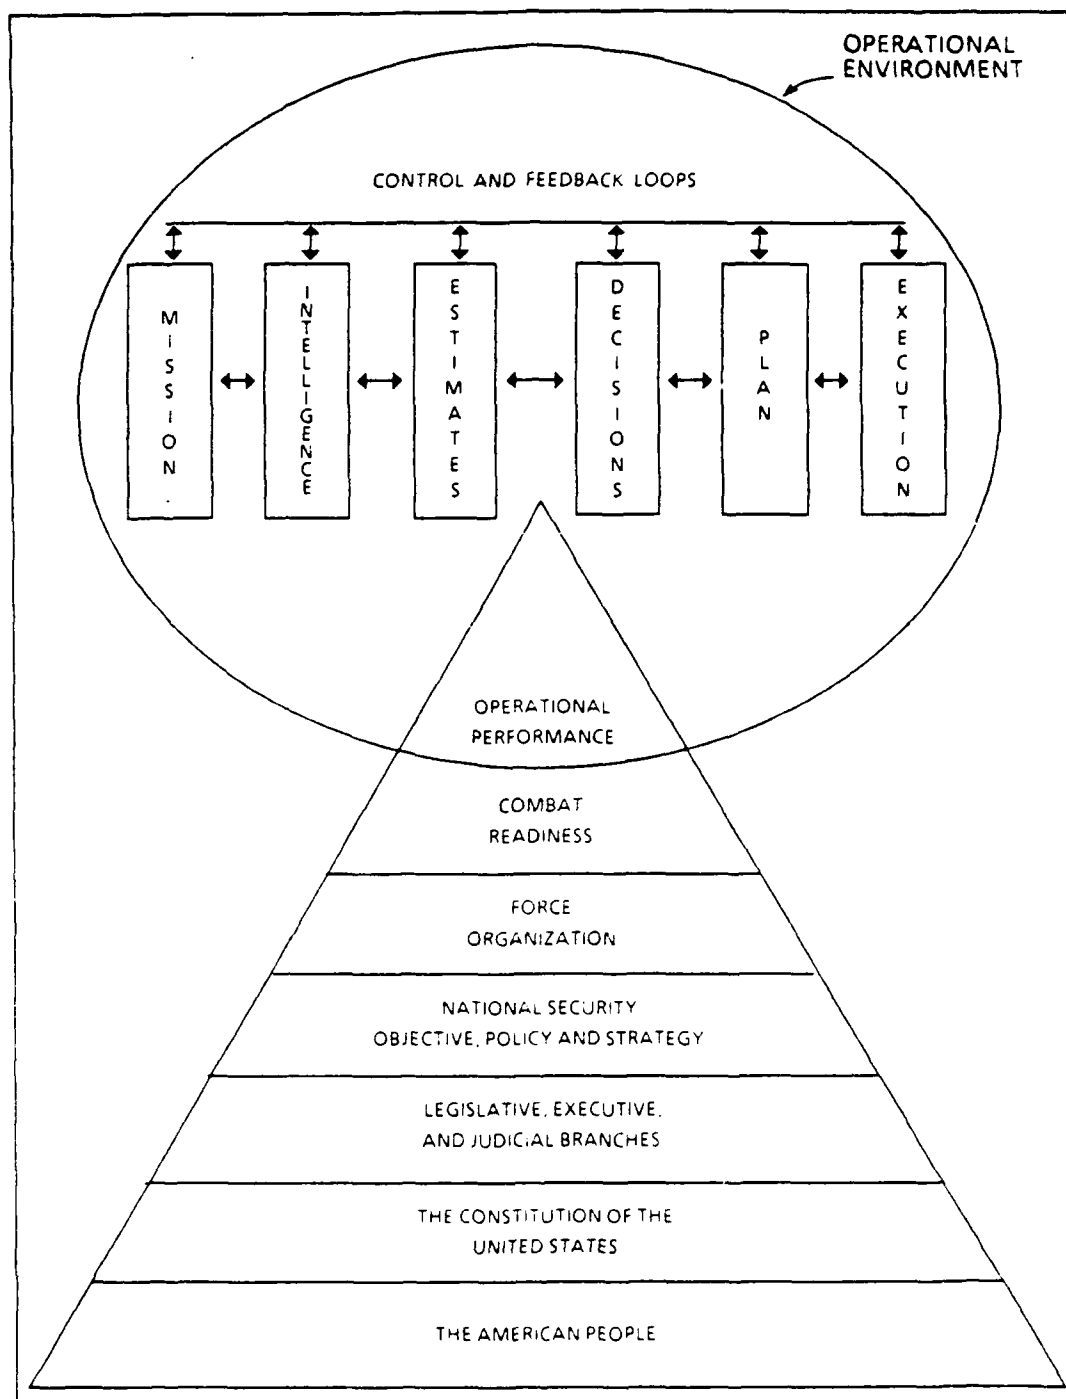 OPERATIONAL
ENVIRONMENT
CONTROL AND FEEDBACK LOOPS
MISSION
INTELLIGENCE
ESTIMATES
DECISIONS
PLAN
EXECUTION
OPERATIONAL
PERFORMANCE
COMBAT
READINESS
FORCE
ORGANIZATION
NATIONAL SECURITY
OBJECTIVE, POLICY AND STRATEGY
LEGISLATIVE, EXECUTIVE,
AND JUDICIAL BRANCHES
THE CONSTITUTION OF THE
UNITED STATES
THE AMERICAN PEOPLE